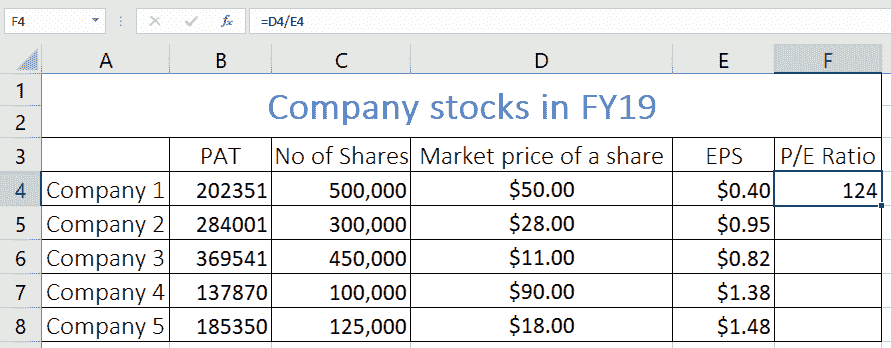 F4 fx =D4/E4
A B C D E F
1
2 Company stocks in FY19
3 PAT No of Shares Market price of a share EPS P/E Ratio
4 Company 1 202351 500,000 $50.00 $0.40 124
5 Company 2 284001 300,000 $28.00 $0.95
6 Company 3 369541 450,000 $11.00 $0.82
7 Company 4 137870 100,000 $90.00 $1.38
8 Company 5 185350 125,000 $18.00 $1.48